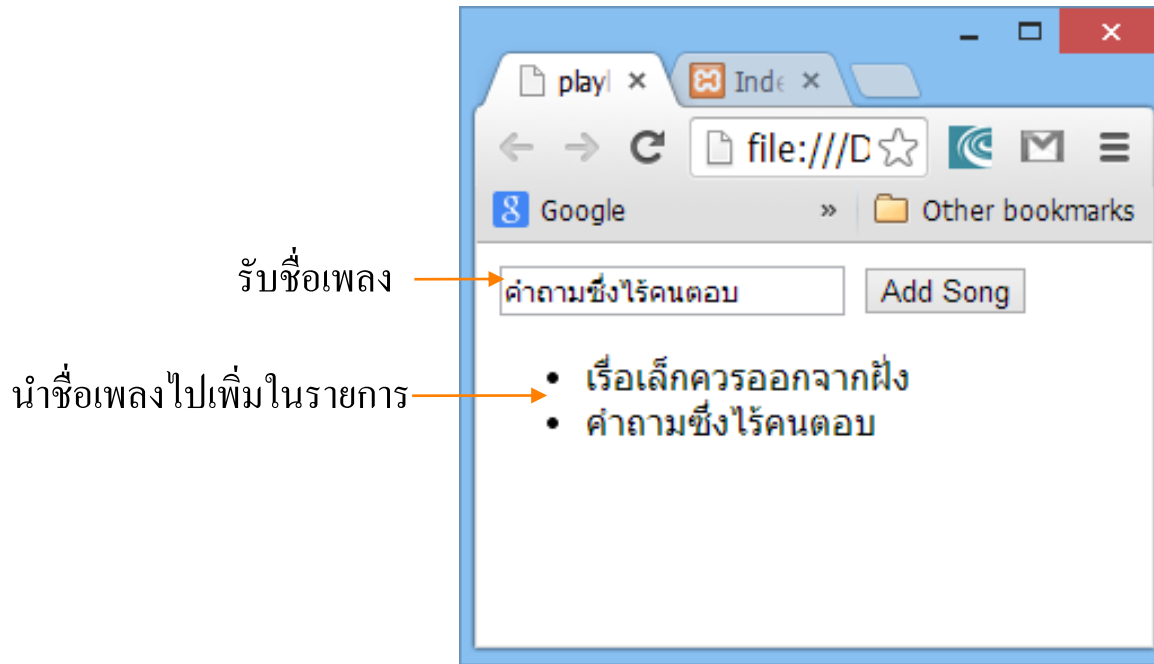 playl
Inde
file:///D
Google
»
Other bookmarks
รับชื่อเพลง
คำถามซึ่งไร้คนตอบ
Add Song
นำชื่อเพลงไปเพิ่มในรายการ
• เรื่อเล็กควรออกจากฝั่ง
• คำถามซึ่งไร้คนตอบ